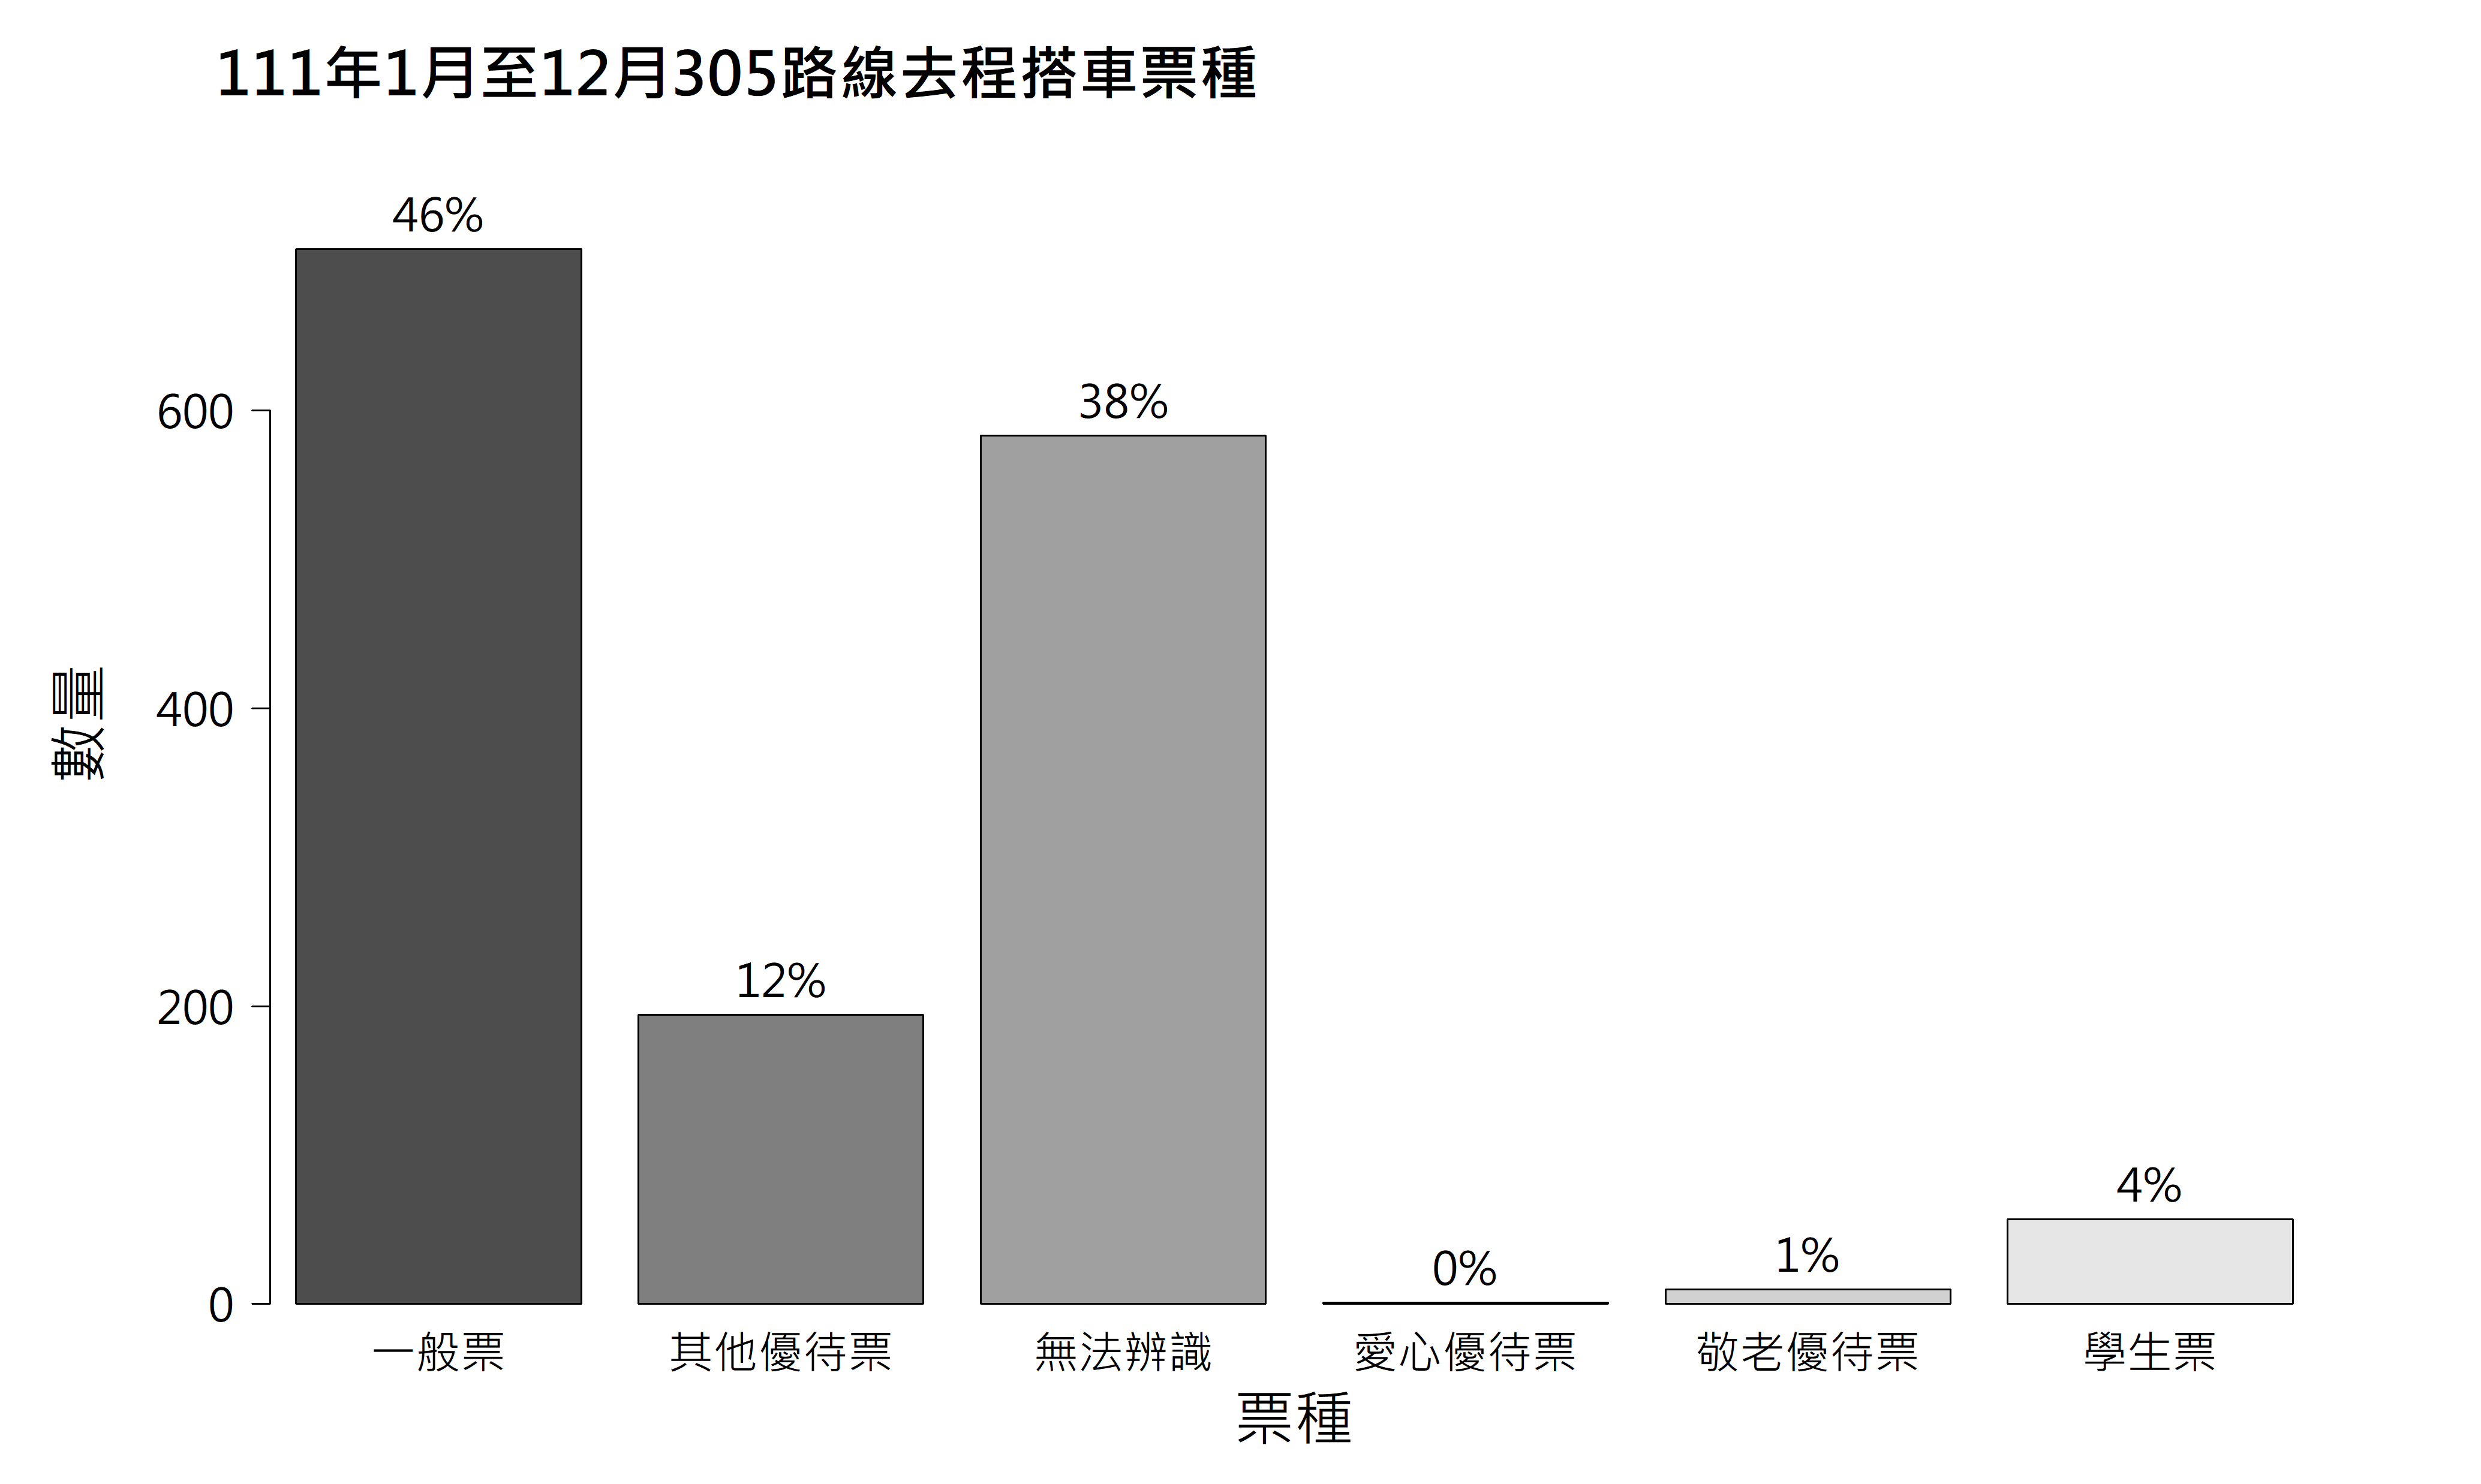 111年1月至12月305路線去程搭車票種
46%
38%
600
400
數量
12%
200
4%
1%
0%
0
一般票 其他優待票 無法辨識 愛心優待票 敬老優待票 學生票
票種